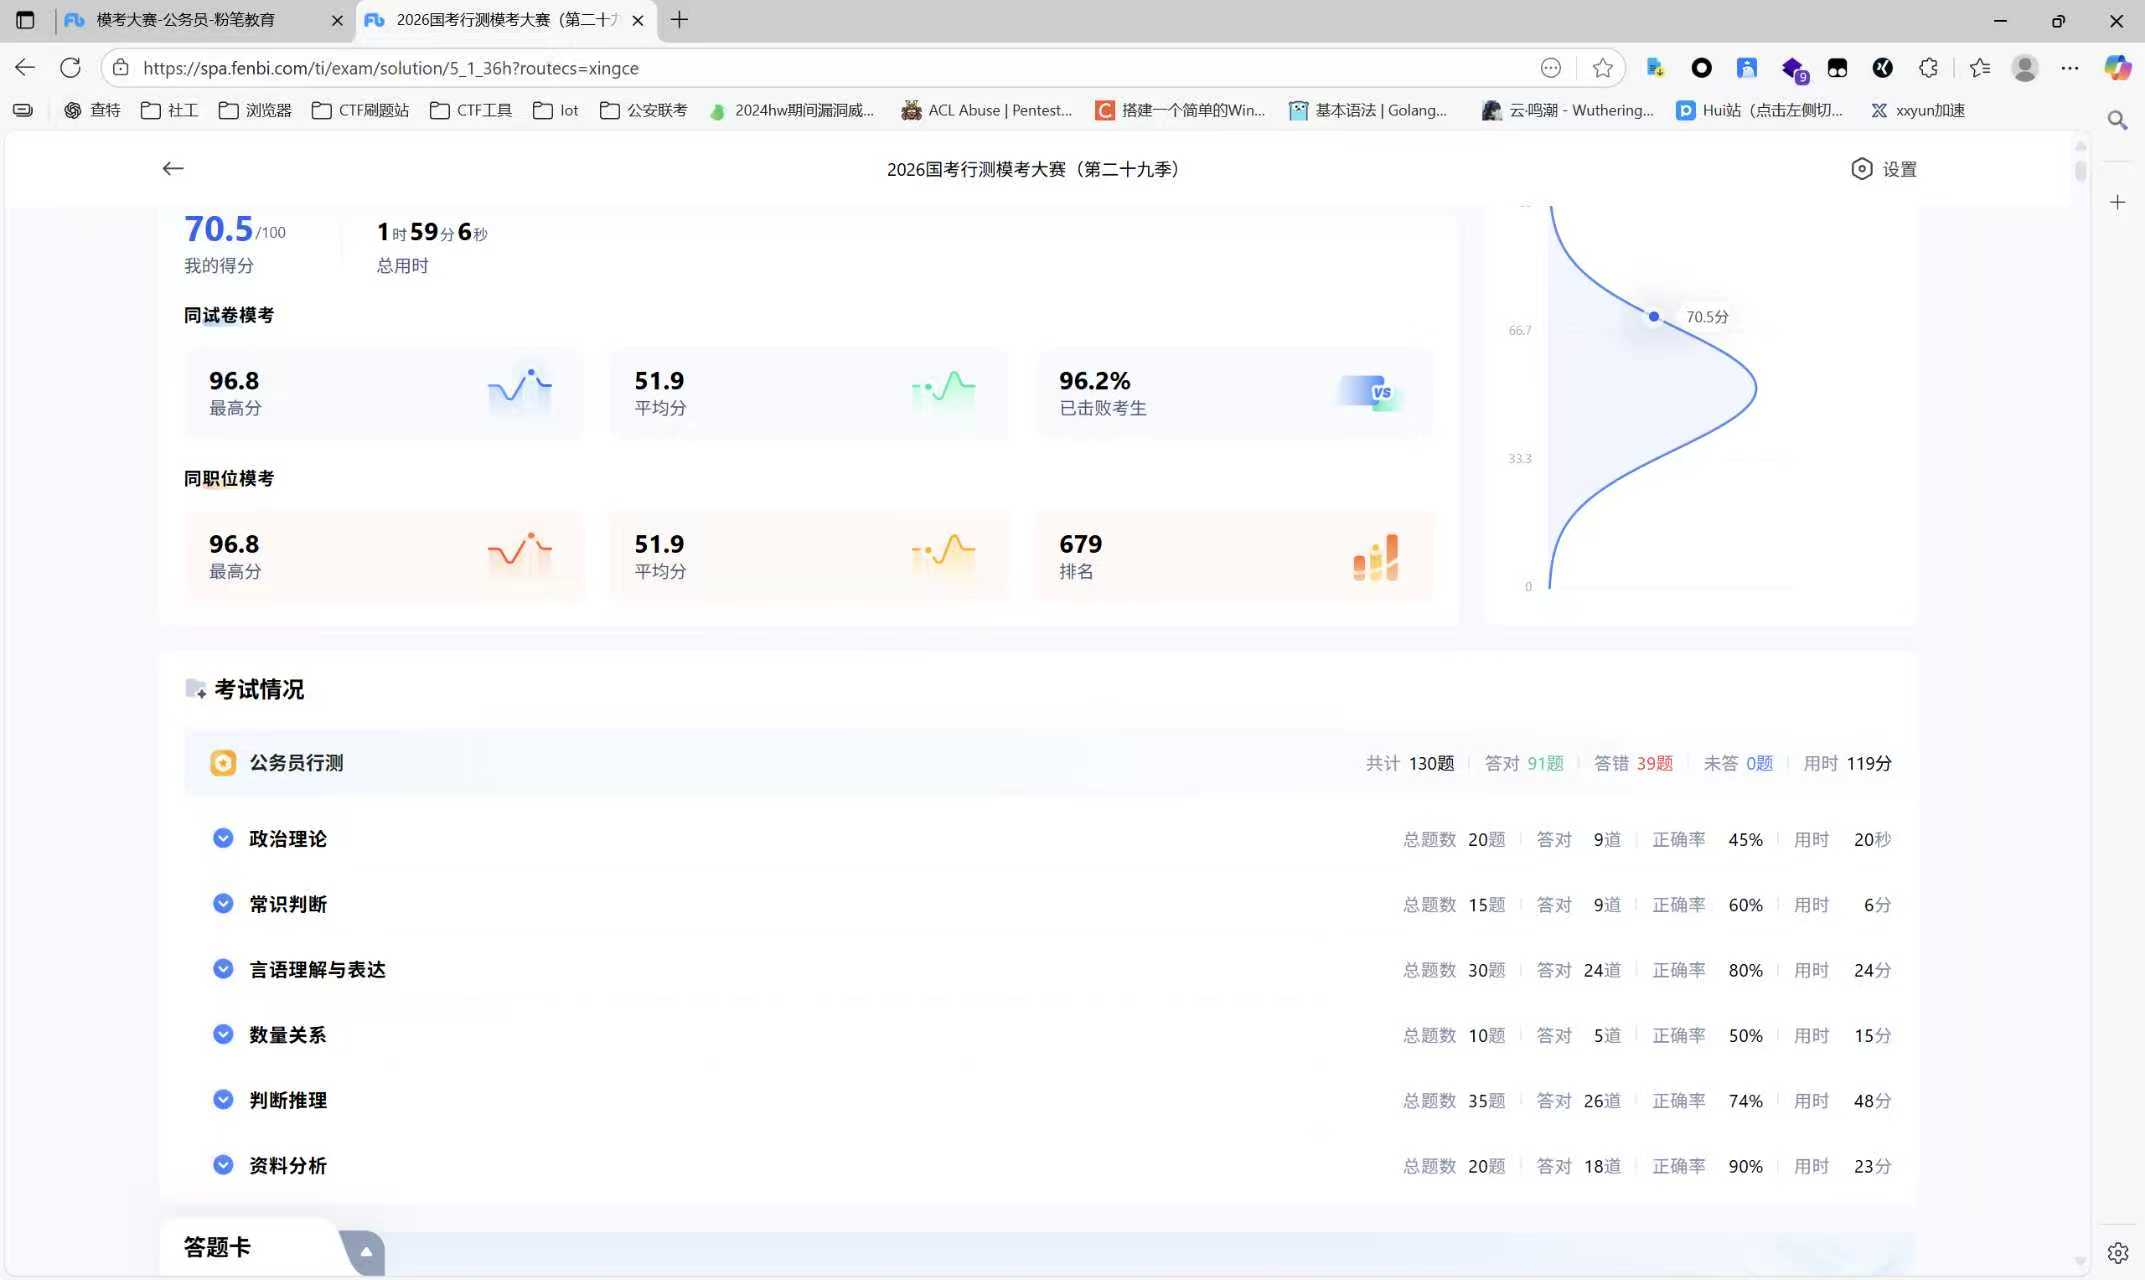 模考大赛-公务员-粉笔教育
2026国考行测模考大赛（第二十九
https://spa.fenbi.com/ti/exam/solution/5_1_36h?routecs=xingce
9
查特
社工
浏览器
CTF刷题站
CTF工具
Iot
公安联考
2024hw期间漏洞威...
ACL Abuse | Pentest...
搭建一个简单的Win...
基本语法 | Golang...
云·鸣潮 - Wuthering...
Hui站（点击左侧切...
xxyun加速
2026国考行测模考大赛（第二十九季）
设置
70.5/100
我的得分
1时59分6秒
总用时
同试卷模考
96.8
最高分
51.9
平均分
96.2%
已击败考生
VS
同职位模考
96.8
最高分
51.9
平均分
679
排名
70.5分
66.7
33.3
0
考试情况
公务员行测
共计 130题 答对 91题 答错 39题 未答 0题 用时 119分
政治理论
总题数 20题 答对 9道 正确率 45% 用时 20秒
常识判断
总题数 15题 答对 9道 正确率 60% 用时 6分
言语理解与表达
总题数 30题 答对 24道 正确率 80% 用时 24分
数量关系
总题数 10题 答对 5道 正确率 50% 用时 15分
判断推理
总题数 35题 答对 26道 正确率 74% 用时 48分
资料分析
总题数 20题 答对 18道 正确率 90% 用时 23分
答题卡